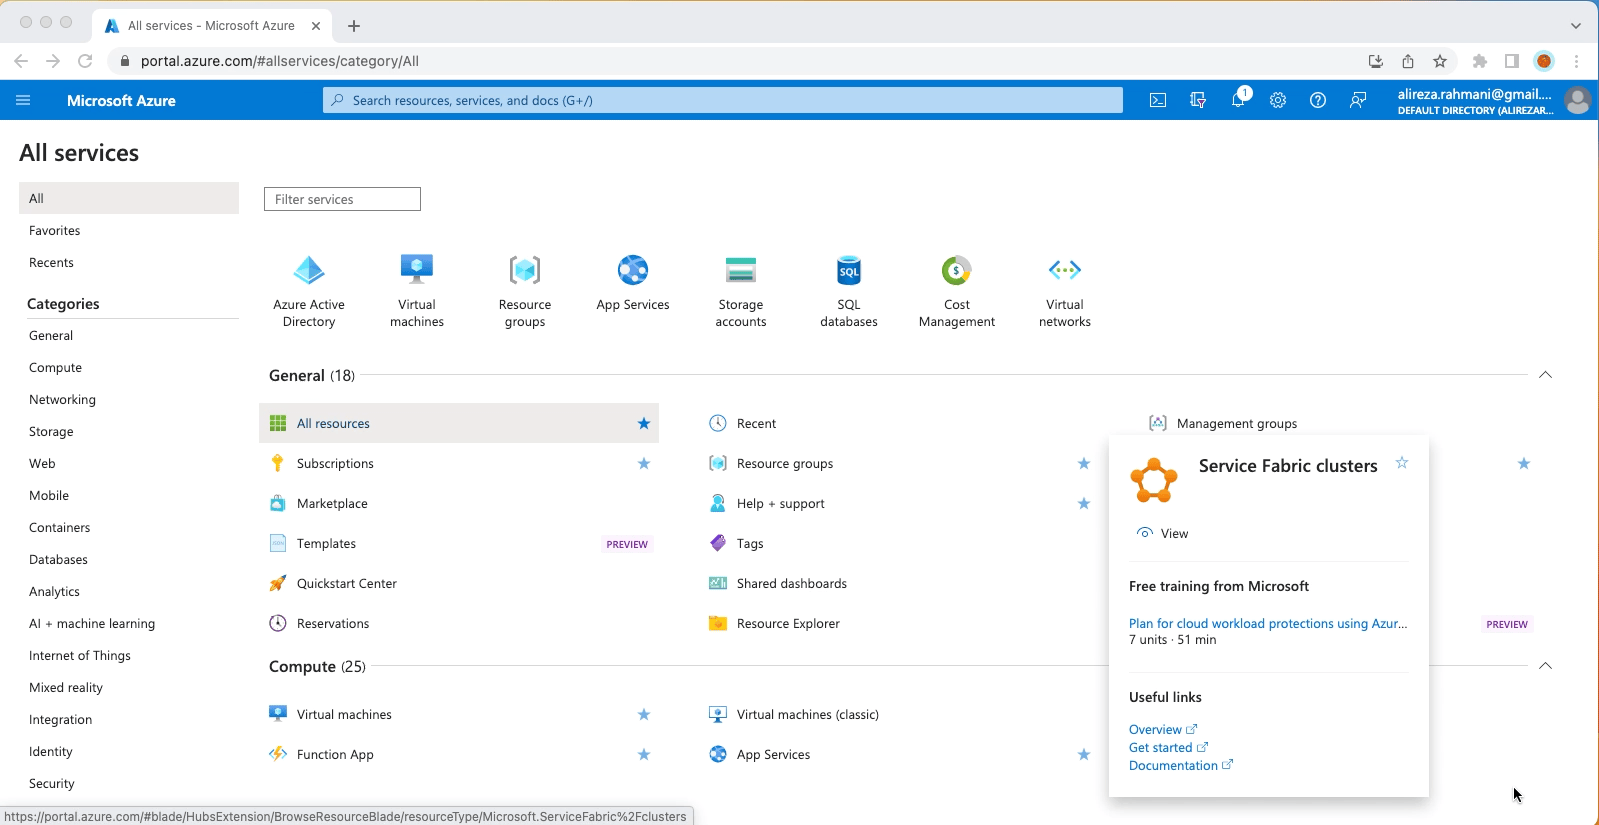 All services - Microsoft Azure
portal.azure.com/#allservices/category/All
Microsoft Azure
Search resources, services, and docs (G+/)
1
alireza.rahmani@gmail....
DEFAULT DIRECTORY (ALIREZAR...
All services
All
Favorites
Recents
Categories
General
Compute
Networking
Storage
Web
Mobile
Containers
Databases
Analytics
AI + machine learning
Internet of Things
Mixed reality
Integration
Identity
Security
Filter services
Azure Active
Directory
Virtual
machines
Resource
groups
App Services
Storage
accounts
SQL
SQL
databases
$
Cost
Management
Virtual
networks
General (18)
All resources
Recent
Management groups
Subscriptions
Resource groups
Marketplace
Help + support
Templates
PREVIEW
Tags
Quickstart Center
Shared dashboards
Reservations
Resource Explorer
PREVIEW
Compute (25)
Virtual machines
Virtual machines (classic)
Function App
App Services
Service Fabric clusters
View
Free training from Microsoft
Plan for cloud workload protections using Azur...
7 units · 51 min
Useful links
Overview
Get started
Documentation
https://portal.azure.com/#blade/HubsExtension/BrowseResourceBlade/resourceType/Microsoft.ServiceFabric%2Fclusters